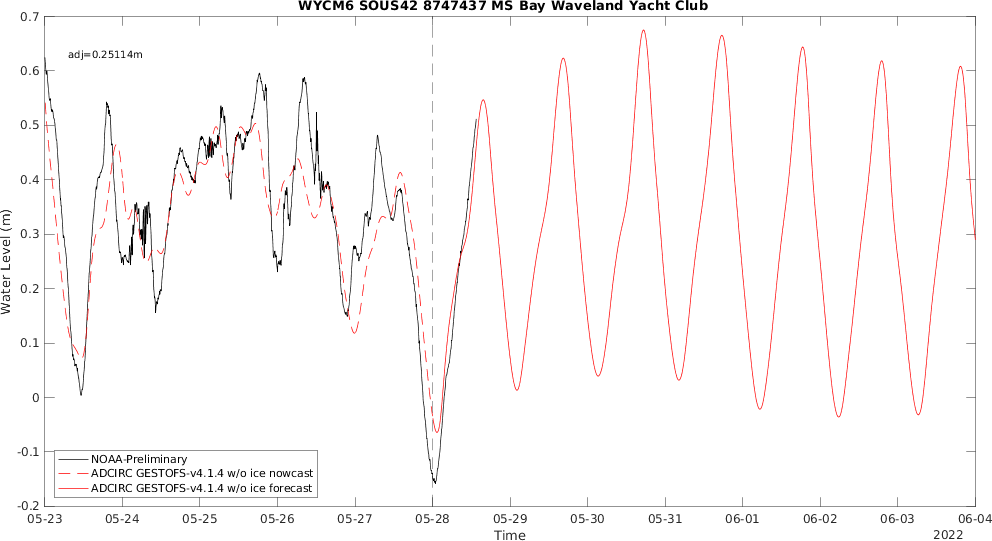 WYCM6 SOUS42 8747437 MS Bay Waveland Yacht Club
adj=0.25114m
Water Level (m)
0.7
0.6
0.5
0.4
0.3
0.2
0.1
0
-0.1
-0.2
NOAA-Preliminary
ADCIRC GESTOFS-v4.1.4 w/o ice nowcast
ADCIRC GESTOFS-v4.1.4 w/o ice forecast
05-23 05-24 05-25 05-26 05-27 05-28 05-29 05-30 05-31 06-01 06-02 06-03 06-04
Time
2022